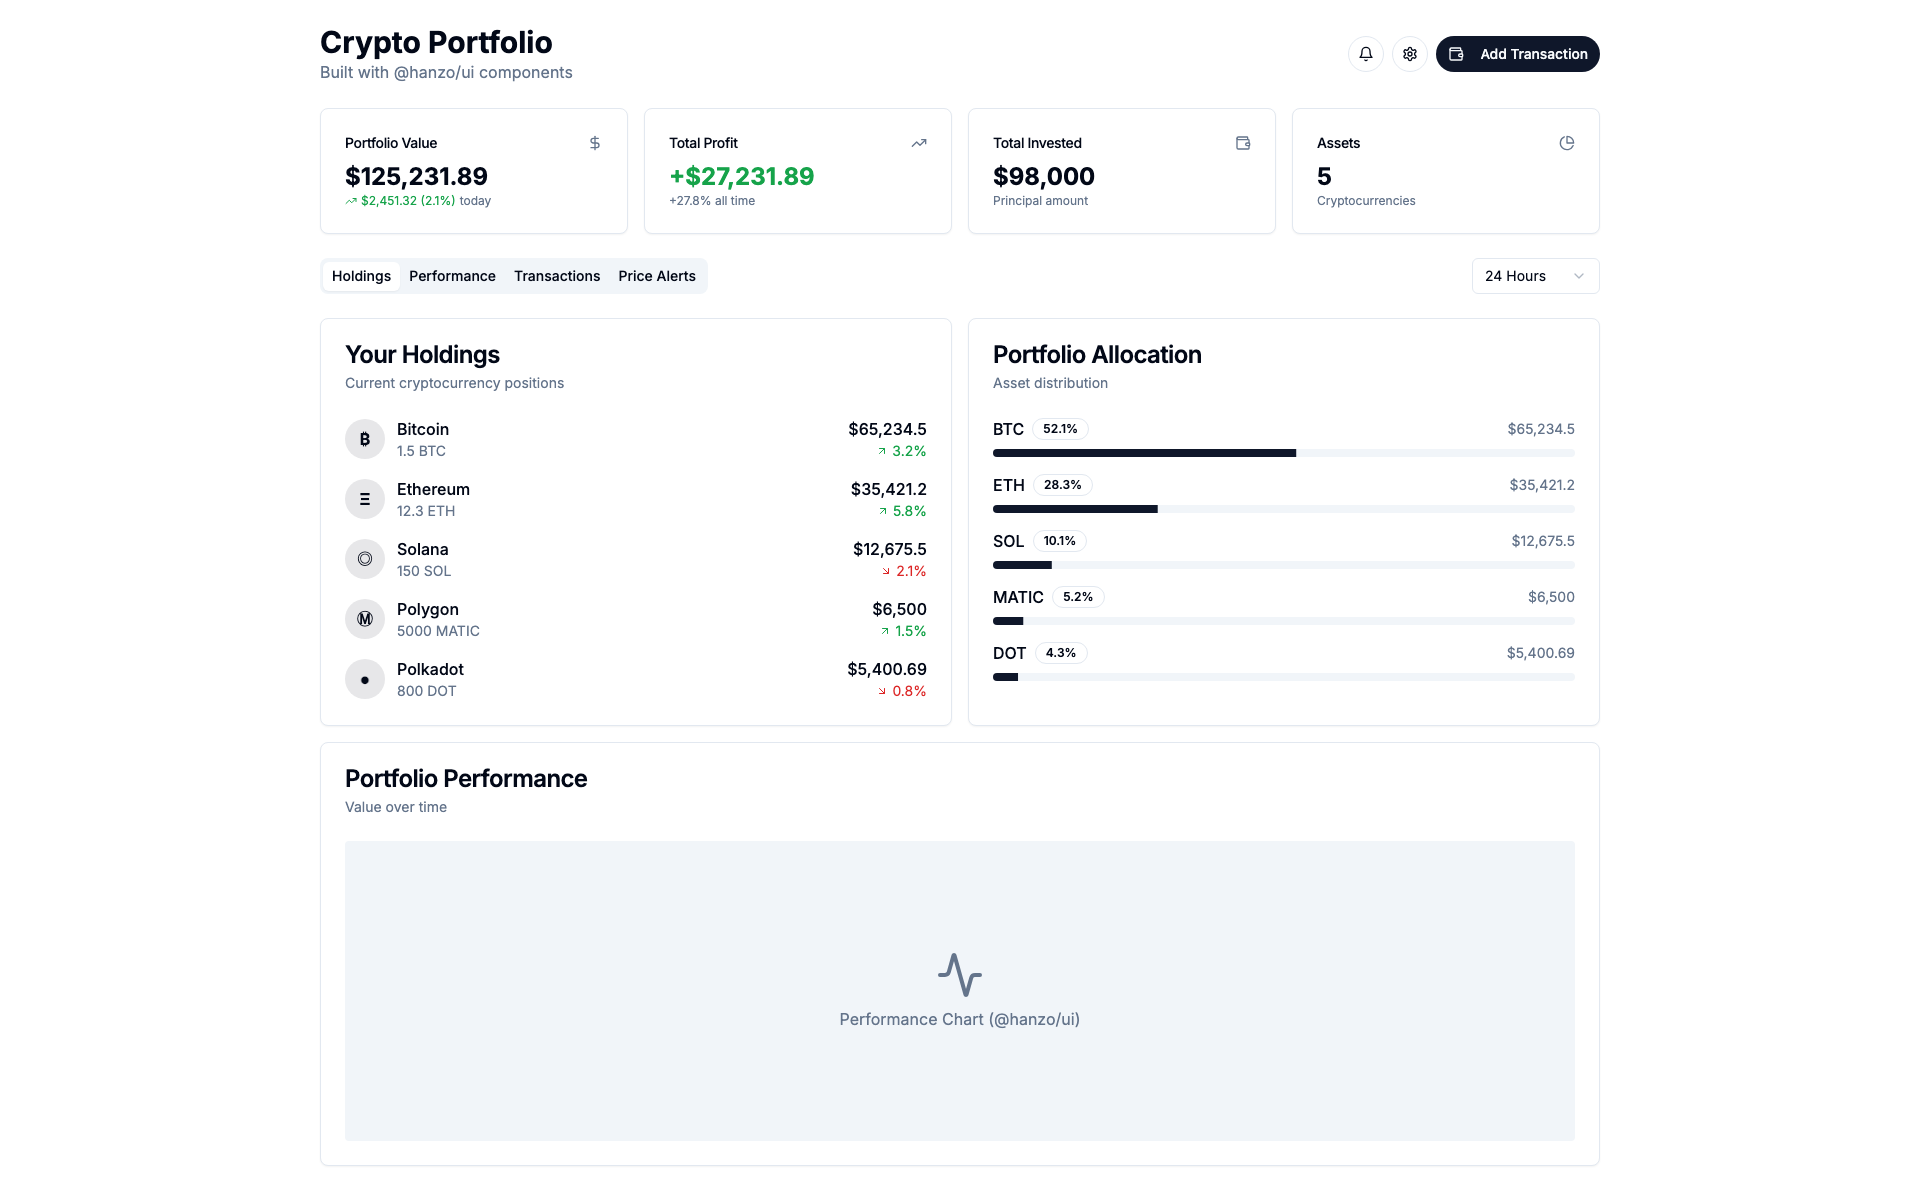 Crypto Portfolio
Built with @hanzo/ui components
Add Transaction
Portfolio Value
$125,231.89
$2,451.32 (2.1%) today
Total Profit
+$27,231.89
+27.8% all time
Total Invested
$98,000
Principal amount
Assets
5
Cryptocurrencies
Holdings Performance Transactions Price Alerts
24 Hours
Your Holdings
Current cryptocurrency positions
Bitcoin $65,234.5
1.5 BTC 3.2%
Ethereum $35,421.2
12.3 ETH 5.8%
Solana $12,675.5
150 SOL 2.1%
Polygon $6,500
5000 MATIC 1.5%
Polkadot $5,400.69
800 DOT 0.8%
Portfolio Allocation
Asset distribution
BTC 52.1% $65,234.5
ETH 28.3% $35,421.2
SOL 10.1% $12,675.5
MATIC 5.2% $6,500
DOT 4.3% $5,400.69
Portfolio Performance
Value over time
Performance Chart (@hanzo/ui)